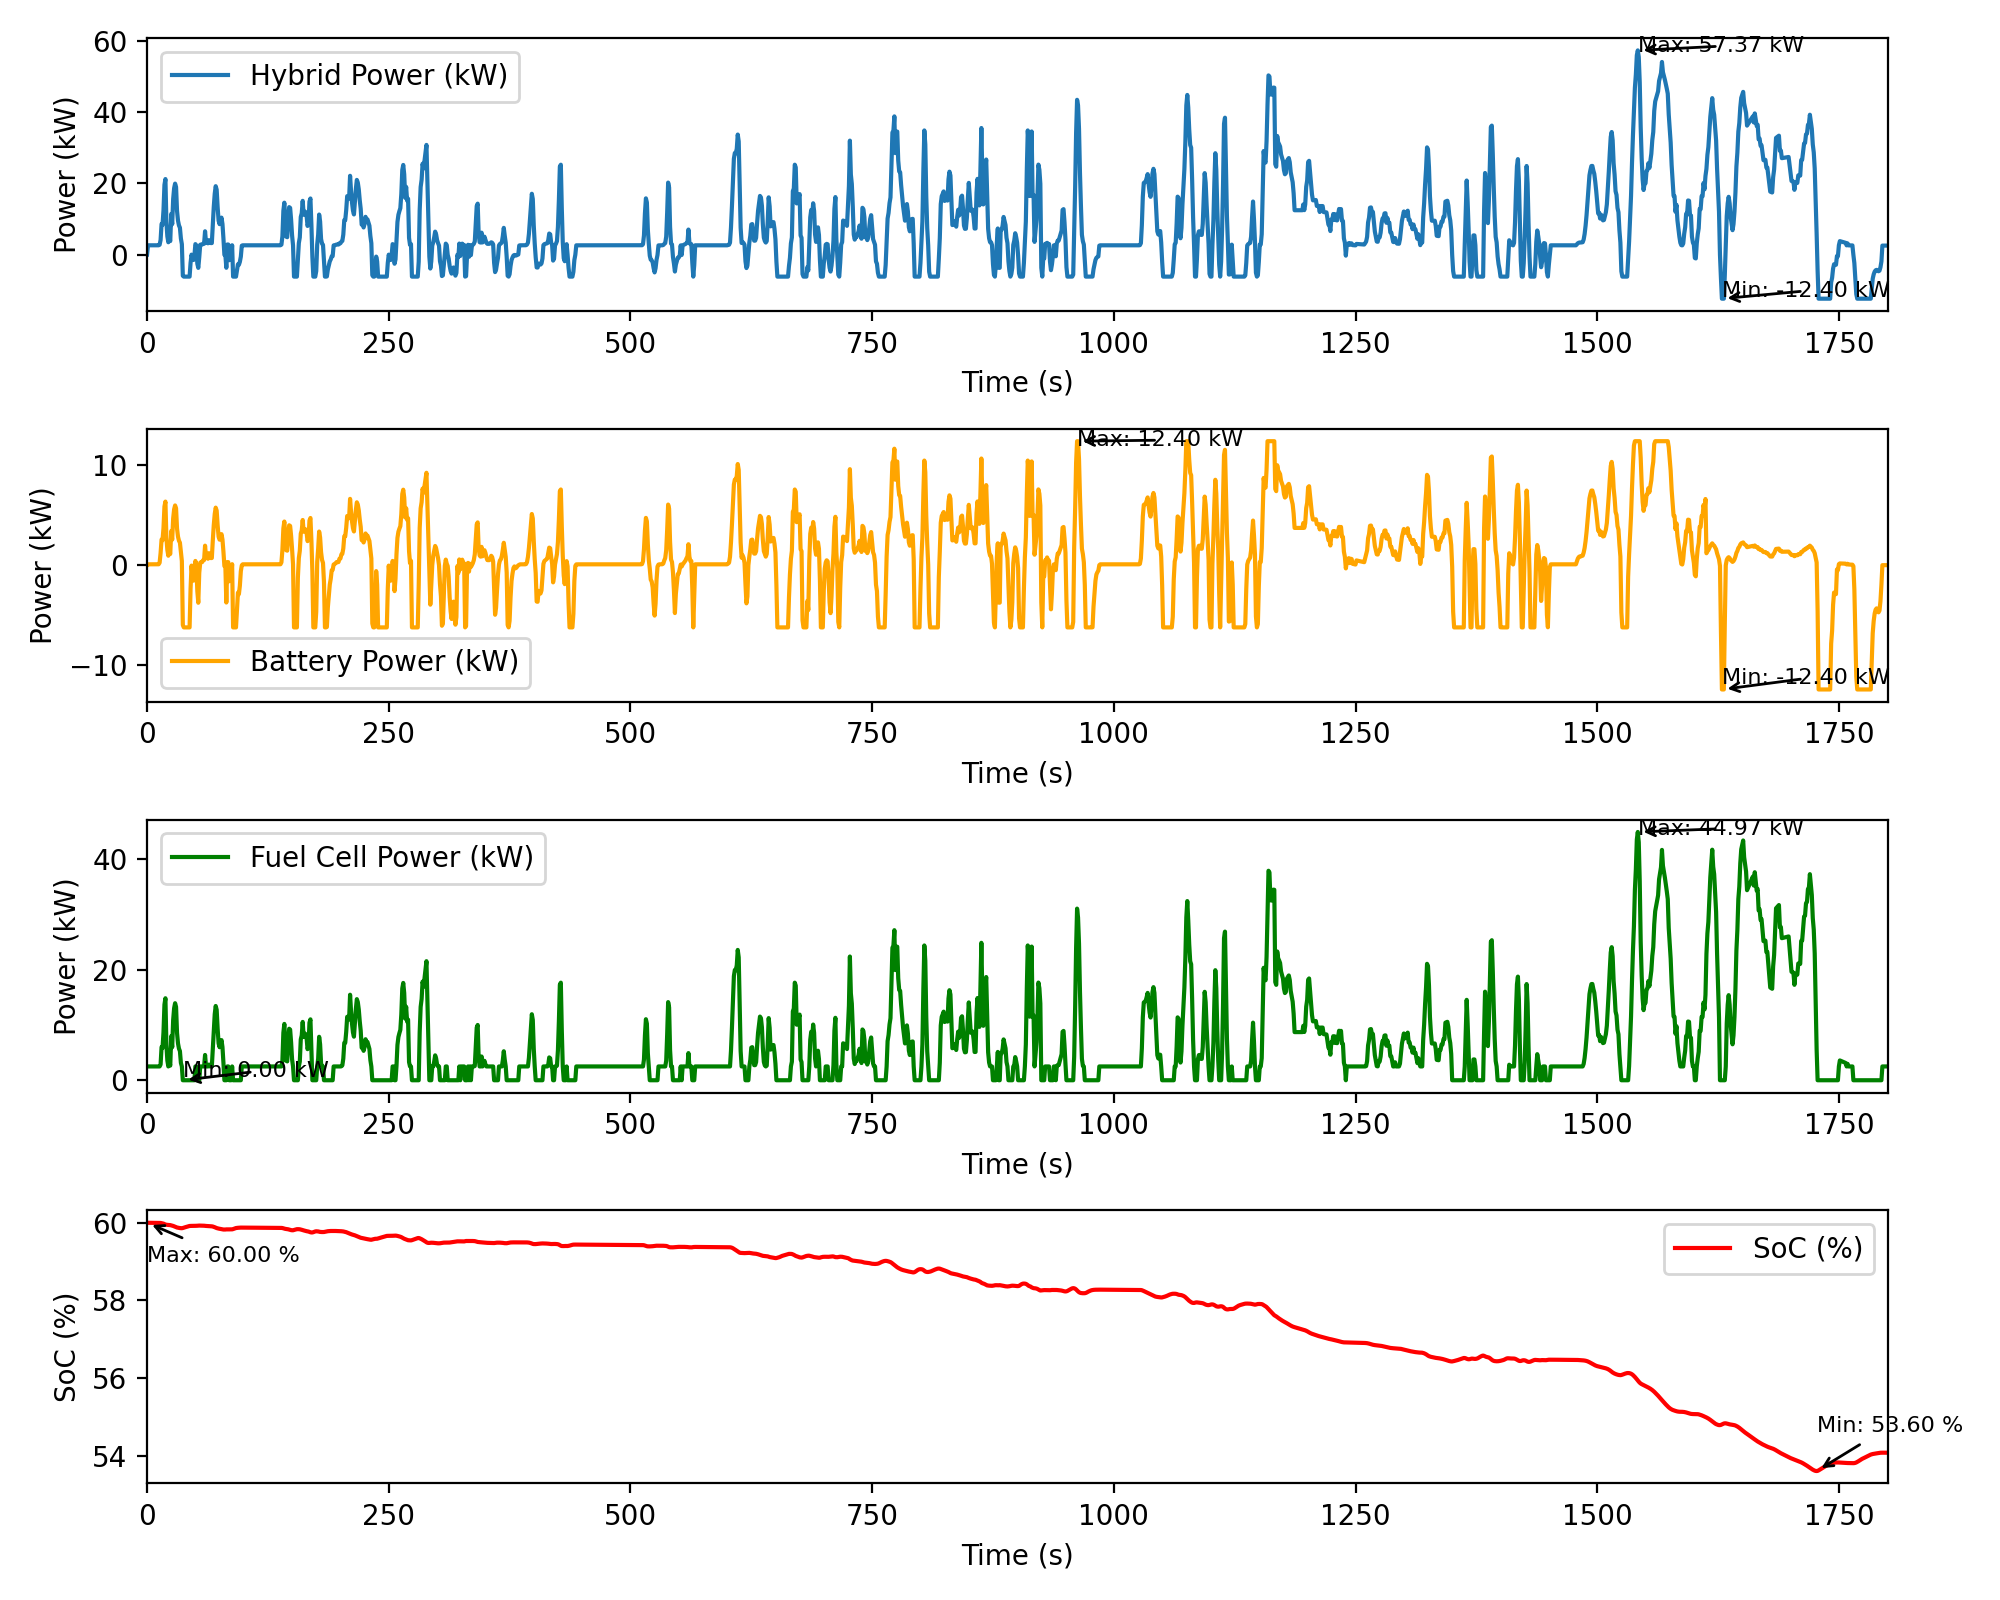 Hybrid Power (kW)
Max: 57.37 kW
Min: -12.40 kW
Power (kW)
60
40
20
0
0 250 500 750 1000 1250 1500 1750
Time (s)
Max: 12.40 kW
Battery Power (kW)
Min: -12.40 kW
Power (kW)
10
0
−10
0 250 500 750 1000 1250 1500 1750
Time (s)
Fuel Cell Power (kW)
Max: 44.97 kW
Min: 0.00 kW
Power (kW)
40
20
0
0 250 500 750 1000 1250 1500 1750
Time (s)
SoC (%)
Max: 60.00 %
Min: 53.60 %
SoC (%)
60
58
56
54
0 250 500 750 1000 1250 1500 1750
Time (s)